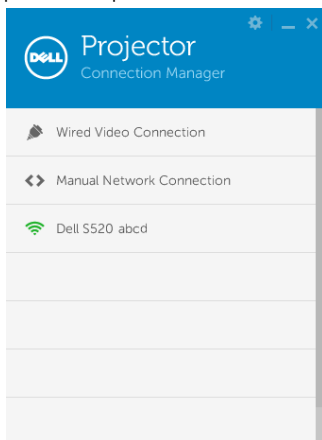 DELL
Projector
Connection Manager
Wired Video Connection
Manual Network Connection
Dell S520 abcd